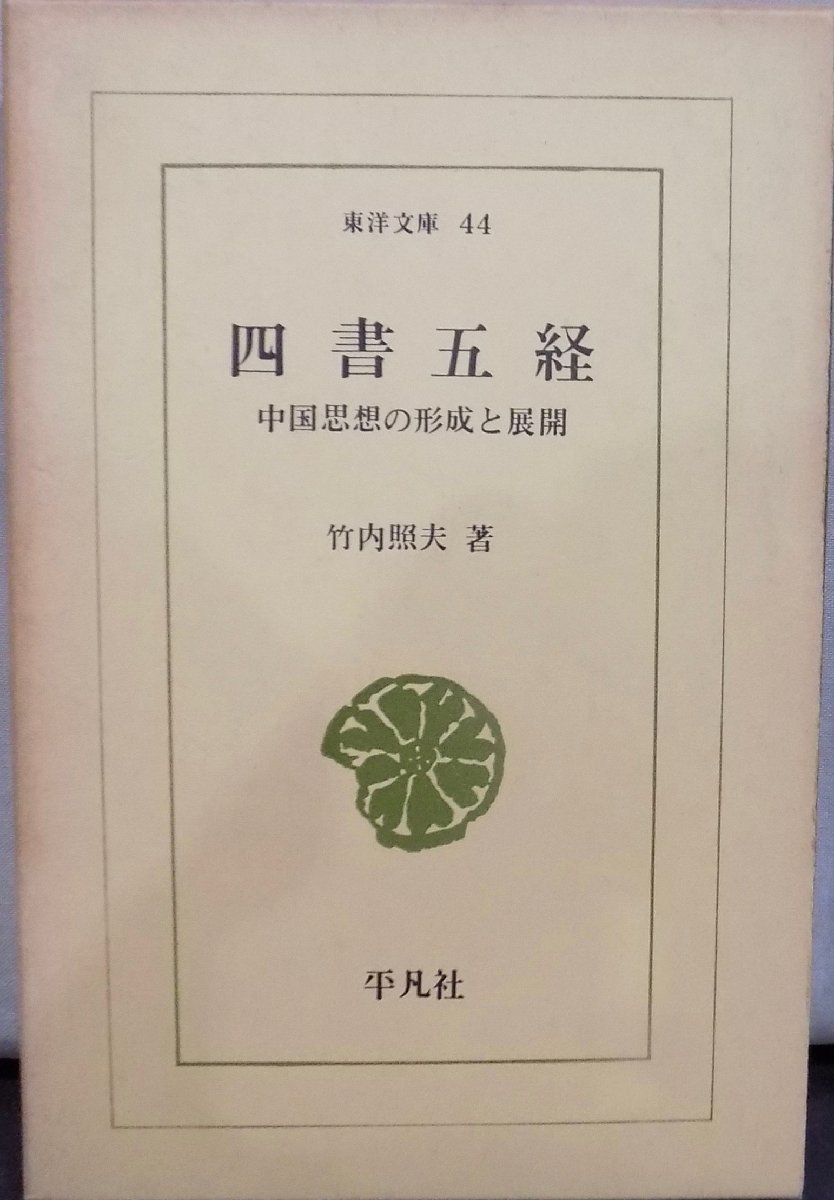 東洋文庫 44
四書五経
中国思想の形成と展開
竹内照夫 著
平凡社